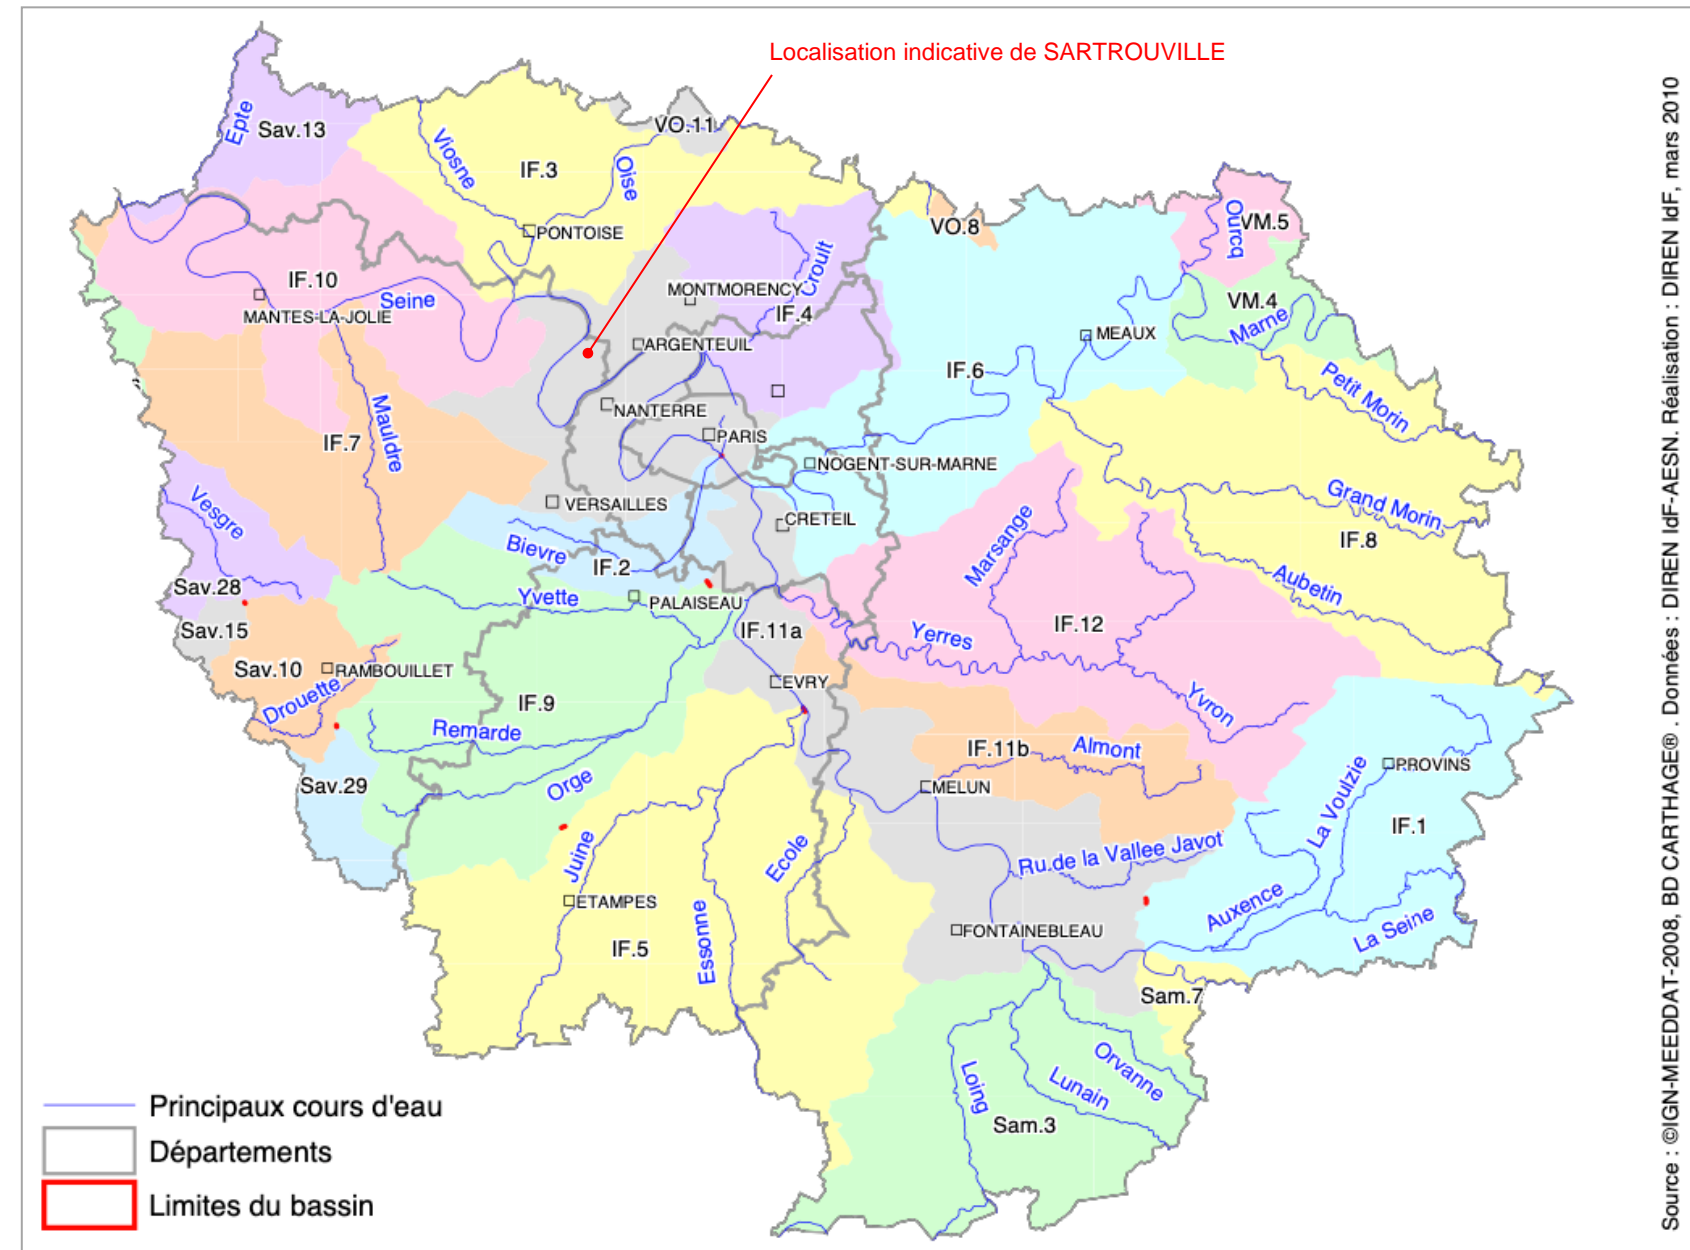 Localisation indicative de SARTROUVILLE
Epte
Sav.13
Viosne
IF.3
Oise
VO.11
PONTOISE
VO.8
Ourcq
VM.5
IF.10
Seine
MONTMORENCY
Croult
IF.4
VM.4
Marne
MANTES-LA-JOLIE
ARGENTEUIL
MEAUX
IF.6
Petit Morin
Mauldre
NANTERRE
IF.7
PARIS
NOGENT-SUR-MARNE
Vesgre
VERSAILLES
CRETEIL
Grand Morin
Marsange
IF.8
Bievre
IF.2
Aubetin
Sav.28
Yvette
PALAISEAU
Sav.15
IF.11a
Yerres
IF.12
Sav.10
RAMBOUILLET
EVRY
Drouette
IF.9
Yvron
Remarde
IF.11b
Almont
PROVINS
Sav.29
Orge
MELUN
La Voulzie
IF.1
Juine
Ecole
Ru de la Vallee Javot
ETAMPES
Auxence
La Seine
FONTAINEBLEAU
IF.5
Essonne
Sam.7
Loing
Lunain
Orvanne
Sam.3
Principaux cours d'eau
Départements
Limites du bassin
Source : ©IGN-MEEDDAT-2008, BD CARTHAGE® . Données : DIREN IdF-AESN. Réalisation : DIREN IdF, mars 2010